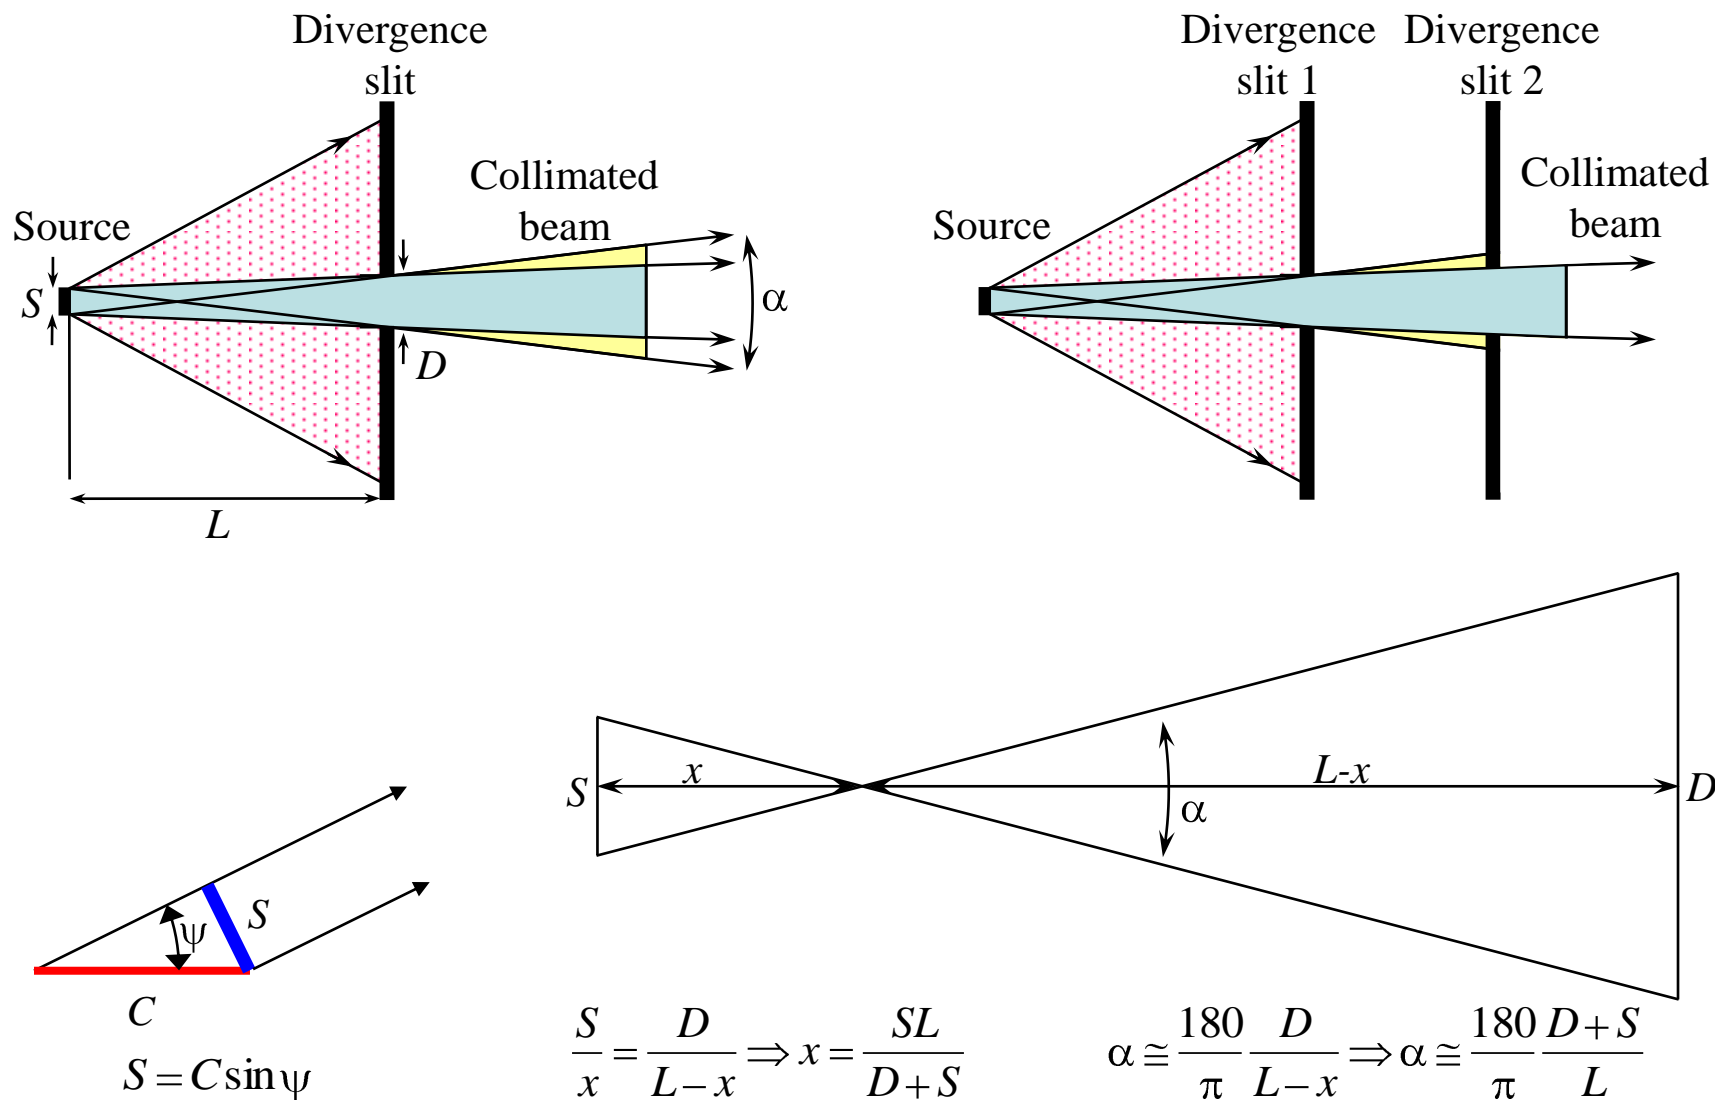 Divergence
slit
Collimated
beam
Source
S
α
D
L
Divergence
slit 1
Divergence
slit 2
Collimated
beam
Source
S
x
L-x
α
D
S
ψ
C
S = C sin ψ
S/x = D/(L−x) ⇒ x = SL/(D+S)
α ≅ 180/π D/(L−x) ⇒ α ≅ 180/π (D+S)/L